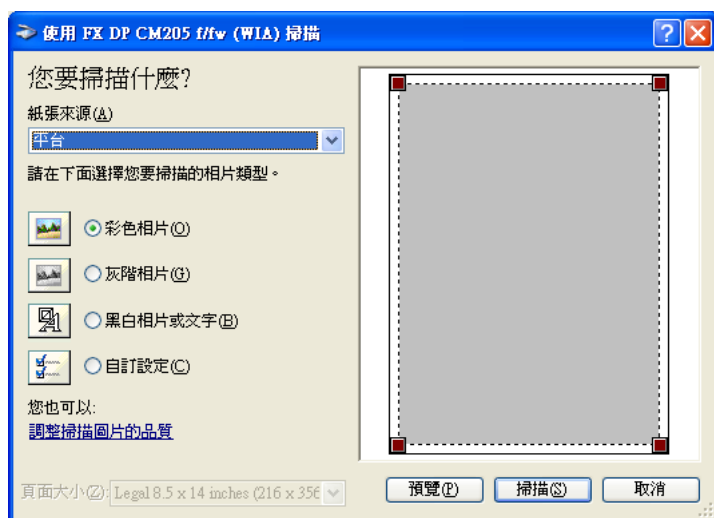 使用 FX DP CM205 f/fw (WIA) 掃描
您要掃描什麼?
紙張來源(A)
平台
請在下面選擇您要掃描的相片類型。
彩色相片(O)
灰階相片(G)
黑白相片或文字(B)
自訂設定(C)
您也可以:
調整掃描圖片的品質
頁面大小(Z): Legal 8.5 x 14 inches (216 x 356
預覽(P)
掃描(S)
取消